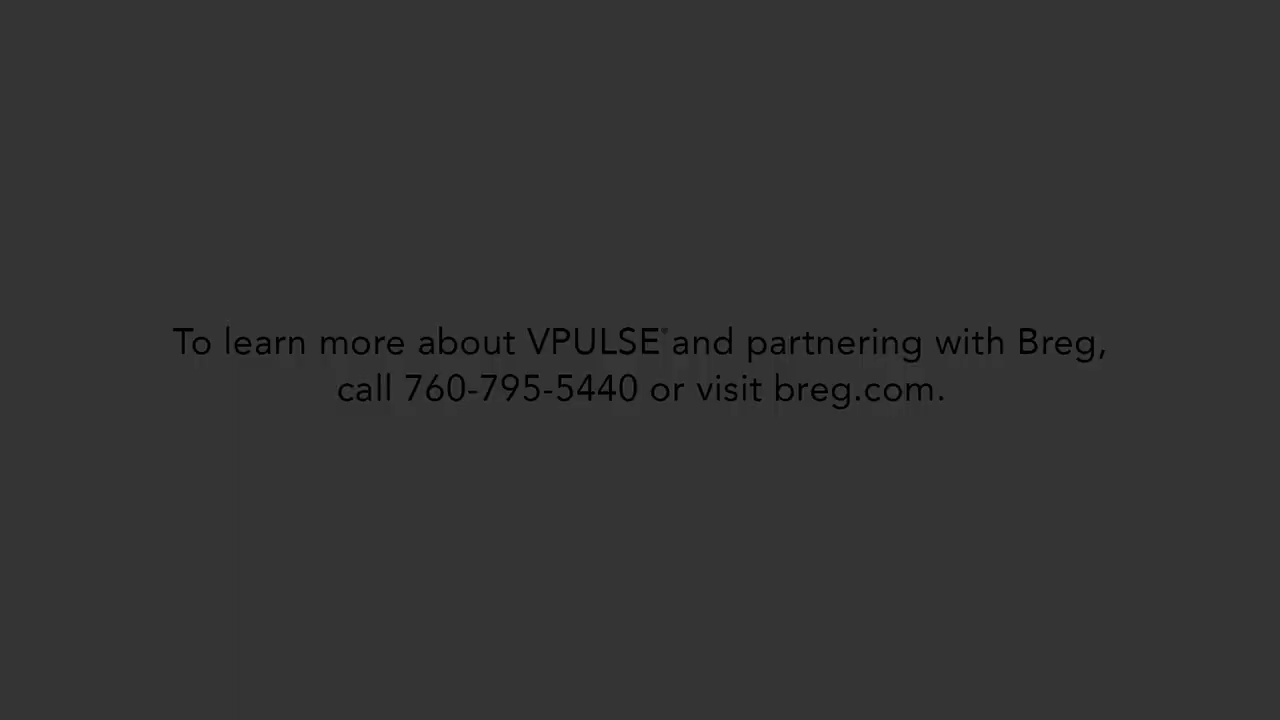 To learn more about VPULSE and partnering with Breg,
call 760-795-5440 or visit breg.com.